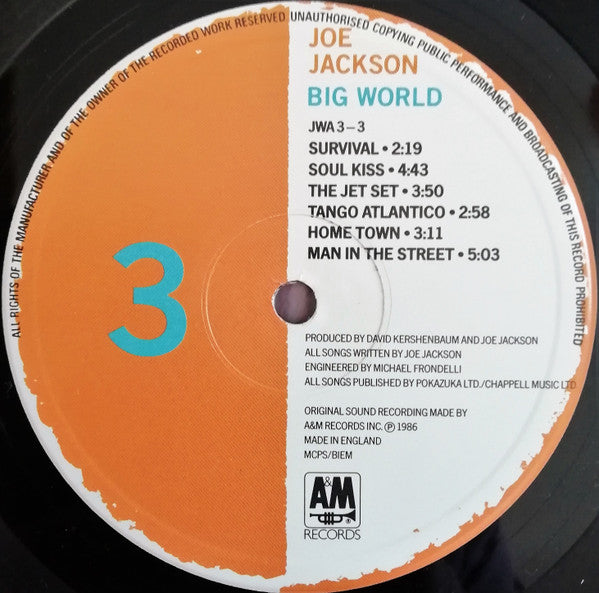 ALL RIGHTS OF THE MANUFACTURER AND OF THE OWNER OF THE RECORDED WORK RESERVED UNAUTHORISED COPYING PUBLIC PERFORMANCE AND BROADCASTING OF THIS RECORD PROHIBITED
JOE
JACKSON
BIG WORLD
JWA 3–3
SURVIVAL • 2:19
SOUL KISS • 4:43
THE JET SET • 3:50
TANGO ATLANTICO • 2:58
HOME TOWN • 3:11
MAN IN THE STREET • 5:03
3
PRODUCED BY DAVID KERSHENBAUM AND JOE JACKSON
ALL SONGS WRITTEN BY JOE JACKSON
ENGINEERED BY MICHAEL FRONDELLI
ALL SONGS PUBLISHED BY POKAZUKA LTD./CHAPPELL MUSIC LTD
ORIGINAL SOUND RECORDING MADE BY
A&M RECORDS INC. ℗ 1986
MADE IN ENGLAND
MCPS/BIEM
A&M
®
RECORDS